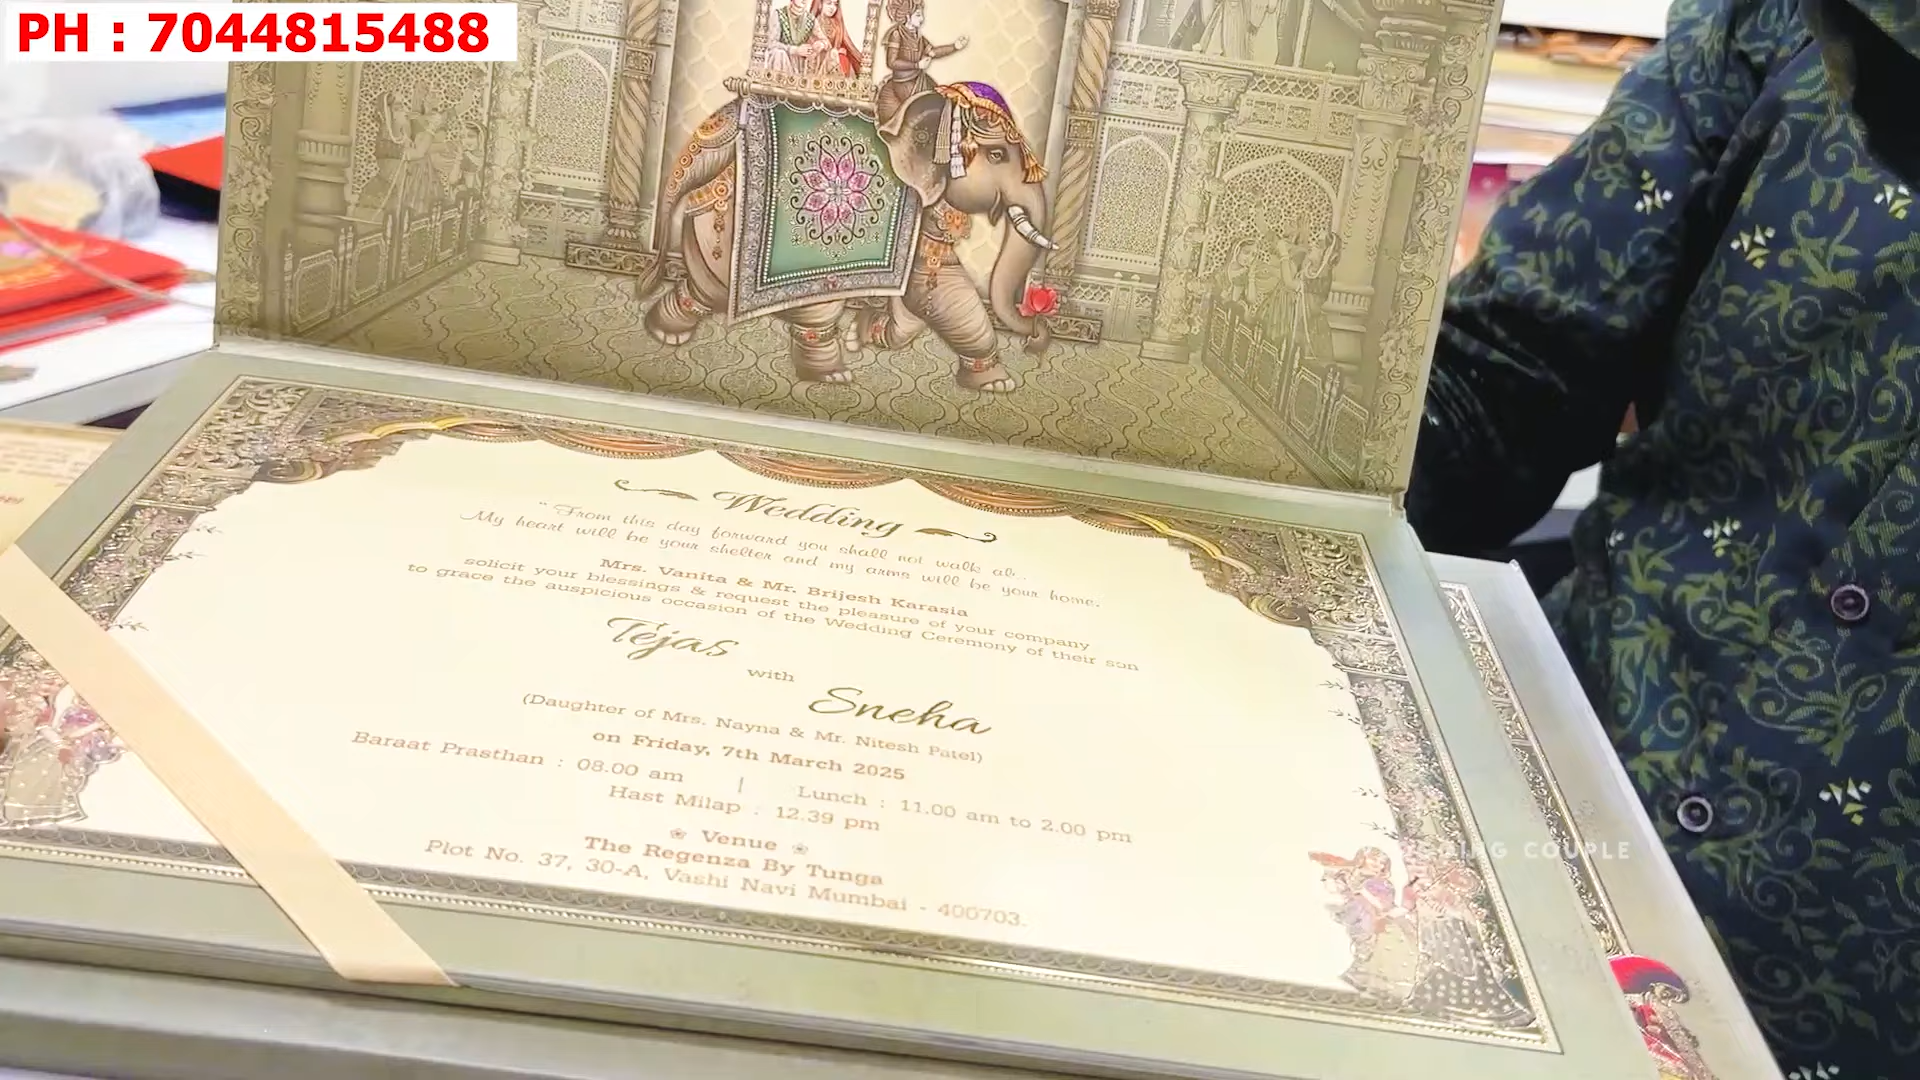 PH : 7044815488
Wedding
"From this day forward you shall not walk
My heart will be your shelter and my arms will be your home.
Mrs. Vanita & Mr. Brijesh Karasia
solicit your blessings & request the pleasure of your company
to grace the auspicious occasion of the Wedding Ceremony of their son
Tejas
with
Sneha
(Daughter of Mrs. Nayna & Mr. Nitesh Patel)
on Friday, 7th March 2025
Baraat Prasthan : 08.00 am | Lunch : 11.00 am to 2.00 pm
Hast Milap : 12.39 pm
Venue
The Regenza By Tunga
Plot No. 37, 30-A, Vashi Navi Mumbai - 400703.
COUPLE